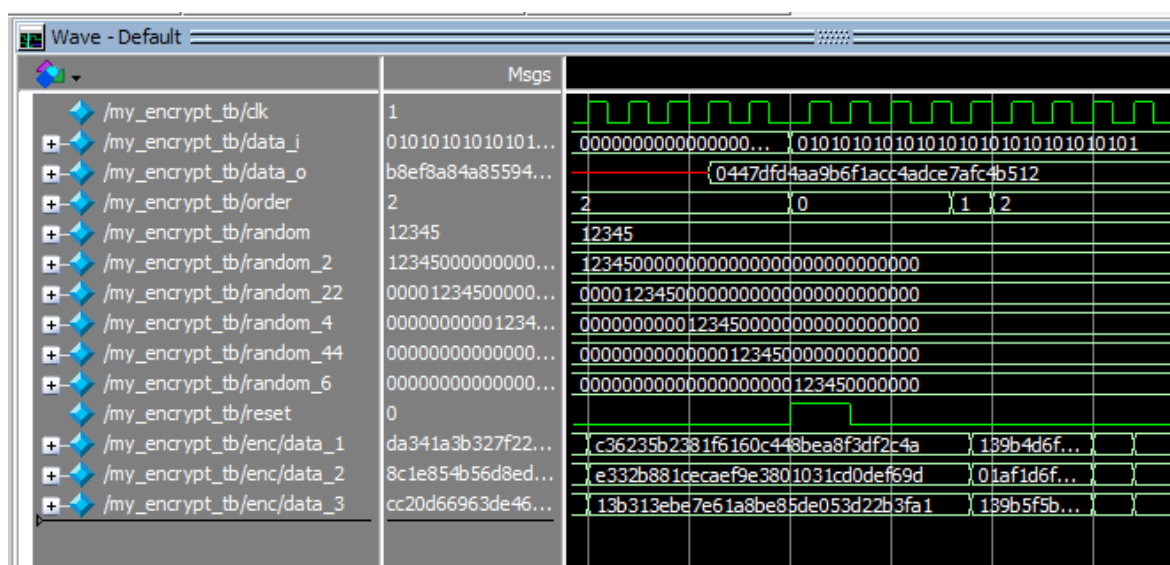 Wave - Default
Msgs
/my_encrypt_tb/clk 1
/my_encrypt_tb/data_i 01010101010101... 0000000000000000... 01010101010101010101010101010101
/my_encrypt_tb/data_o b8ef8a84a85594... 0447dfd4aa9b6f1acc4adce7afc4b512
/my_encrypt_tb/order 2 2 0 1 2
/my_encrypt_tb/random 12345 12345
/my_encrypt_tb/random_2 12345000000000... 12345000000000000000000000000000
/my_encrypt_tb/random_22 00001234500000... 00001234500000000000000000000000
/my_encrypt_tb/random_4 00000000001234... 00000000001234500000000000000000
/my_encrypt_tb/random_44 00000000000000... 00000000000000123450000000000000
/my_encrypt_tb/random_6 00000000000000... 00000000000000000000123450000000
/my_encrypt_tb/reset 0
/my_encrypt_tb/enc/data_1 da341a3b327f22... c36235b2381f6160c448bea8f3df2c4a 139b4d6f...
/my_encrypt_tb/enc/data_2 8c1e854b56d8ed... e332b881cecaef9e3801031cd0def69d 01af1d6f...
/my_encrypt_tb/enc/data_3 cc20d66963de46... 13b313ebe7e61a8be85de053d22b3fa1 139b5f5b...